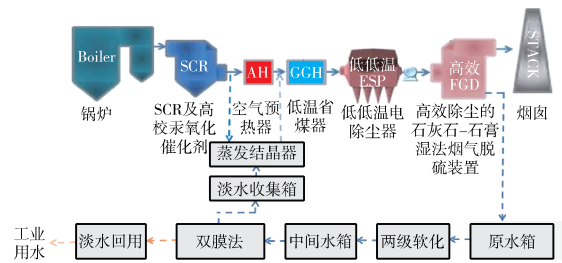 Boiler
SCR
AH
GGH
低低温
ESP
高效
FGD
STACK
锅炉
SCR及高
校汞氧化
催化剂
空气预
热器
低温省
煤器
低低温电
除尘器
高效除尘的
石灰石-石膏
湿法烟气脱
硫装置
烟囱
蒸发结晶器
淡水收集箱
工业
用水
淡水回用
双膜法
中间水箱
两级软化
原水箱